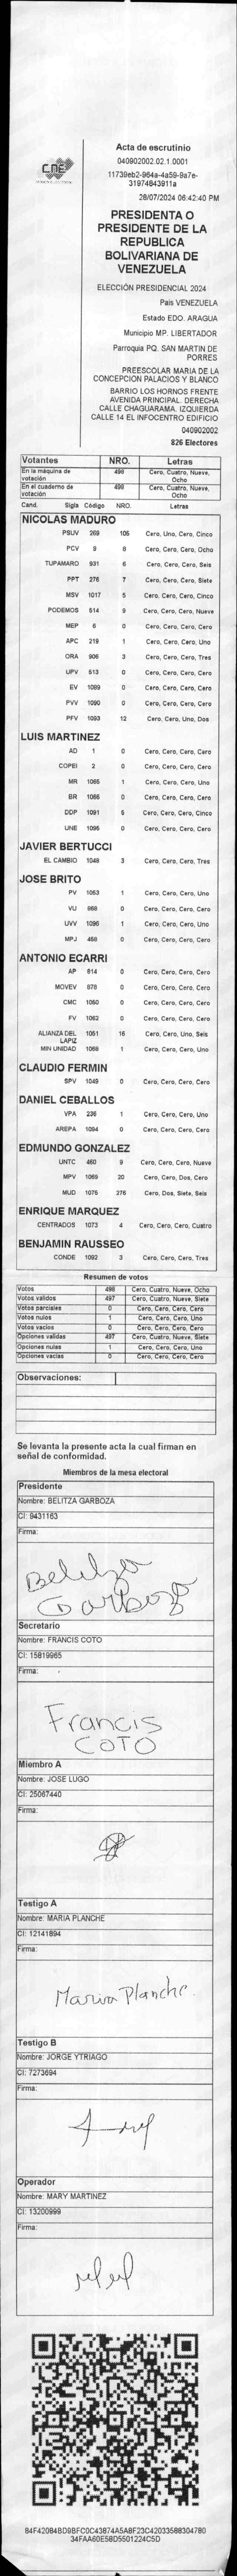 Acta de escrutinio
040902002.02.1.0001
11739eb2-964a-4a59-9a7e-
31974843911a
28/07/2024 06:42:40 PM
CNE
PRESIDENTA O
PRESIDENTE DE LA
REPUBLICA
BOLIVARIANA DE
VENEZUELA
ELECCIÓN PRESIDENCIAL 2024
País VENEZUELA
Estado EDO. ARAGUA
Municipio MP. LIBERTADOR
Parroquia PQ. SAN MARTIN DE
PORRES
PREESCOLAR MARIA DE LA
CONCEPCION PALACIOS Y BLANCO
BARRIO LOS HORNOS FRENTE
AVENIDA PRINCIPAL. DERECHA
CALLE CHAGUARAMA. IZQUIERDA
CALLE 14 EL INFOCENTRO EDIFICIO
040902002
826 Electores
Votantes NRO. Letras
En la máquina de votación 498 Cero, Cuatro, Nueve, Ocho
En el cuaderno de votación 498 Cero, Cuatro, Nueve, Ocho
Cand. Sigla Código NRO. Letras
NICOLAS MADURO
PSUV 269 105 Cero, Uno, Cero, Cinco
PCV 9 8 Cero, Cero, Cero, Ocho
TUPAMARO 931 6 Cero, Cero, Cero, Seis
PPT 276 7 Cero, Cero, Cero, Siete
MSV 1017 5 Cero, Cero, Cero, Cinco
PODEMOS 514 9 Cero, Cero, Cero, Nueve
MEP 6 0 Cero, Cero, Cero, Cero
APC 219 1 Cero, Cero, Cero, Uno
ORA 906 3 Cero, Cero, Cero, Tres
UPV 513 0 Cero, Cero, Cero, Cero
EV 1089 0 Cero, Cero, Cero, Cero
PVV 1090 0 Cero, Cero, Cero, Cero
PFV 1093 12 Cero, Cero, Uno, Dos
LUIS MARTINEZ
AD 1 0 Cero, Cero, Cero, Cero
COPEI 2 0 Cero, Cero, Cero, Cero
MR 1065 1 Cero, Cero, Cero, Uno
BR 1068 0 Cero, Cero, Cero, Cero
DDP 1091 5 Cero, Cero, Cero, Cinco
UNE 1095 0 Cero, Cero, Cero, Cero
JAVIER BERTUCCI
EL CAMBIO 1048 3 Cero, Cero, Cero, Tres
JOSE BRITO
PV 1053 1 Cero, Cero, Cero, Uno
VU 868 0 Cero, Cero, Cero, Cero
UVV 1096 1 Cero, Cero, Cero, Uno
MPJ 458 0 Cero, Cero, Cero, Cero
ANTONIO ECARRI
AP 814 0 Cero, Cero, Cero, Cero
MOVEV 678 0 Cero, Cero, Cero, Cero
CMC 1050 0 Cero, Cero, Cero, Cero
FV 1062 0 Cero, Cero, Cero, Cero
ALIANZA DEL LAPIZ 1051 16 Cero, Cero, Uno, Seis
MIN UNIDAD 1069 1 Cero, Cero, Cero, Uno
CLAUDIO FERMIN
SPV 1049 0 Cero, Cero, Cero, Cero
DANIEL CEBALLOS
VPA 236 1 Cero, Cero, Cero, Uno
AREPA 1094 0 Cero, Cero, Cero, Cero
EDMUNDO GONZALEZ
UNTC 460 9 Cero, Cero, Cero, Nueve
MPV 1069 20 Cero, Cero, Dos, Cero
MUD 1075 276 Cero, Dos, Siete, Seis
ENRIQUE MARQUEZ
CENTRADOS 1073 4 Cero, Cero, Cero, Cuatro
BENJAMIN RAUSSEO
CONDE 1092 3 Cero, Cero, Cero, Tres
Resumen de votos
Votos 498 Cero, Cuatro, Nueve, Ocho
Votos validos 497 Cero, Cuatro, Nueve, Siete
Votos parciales 0 Cero, Cero, Cero, Cero
Votos nulos 1 Cero, Cero, Cero, Uno
Votos vacios 0 Cero, Cero, Cero, Cero
Opciones validas 497 Cero, Cuatro, Nueve, Siete
Opciones nulas 1 Cero, Cero, Cero, Uno
Opciones vacias 0 Cero, Cero, Cero, Cero
Observaciones:
Se levanta la presente acta la cual firman en
señal de conformidad.
Miembros de la mesa electoral
Presidente
Nombre: BELITZA GARBOZA
CI: 9431163
Firma:
Belitza
Garboza
Secretario
Nombre: FRANCIS COTO
CI: 15819965
Firma:
Francis
COTO
Miembro A
Nombre: JOSE LUGO
CI: 25067440
Firma:
Testigo A
Nombre: MARIA PLANCHE
CI: 12141894
Firma:
Maria Planche.
Testigo B
Nombre: JORGE YTRIAGO
CI: 7273694
Firma:
Operador
Nombre: MARY MARTINEZ
CI: 13200999
Firma:
84F420B4BD9BFC0C43B74A5A8F23C42033588304780
34FAA60E58D5501224C5D